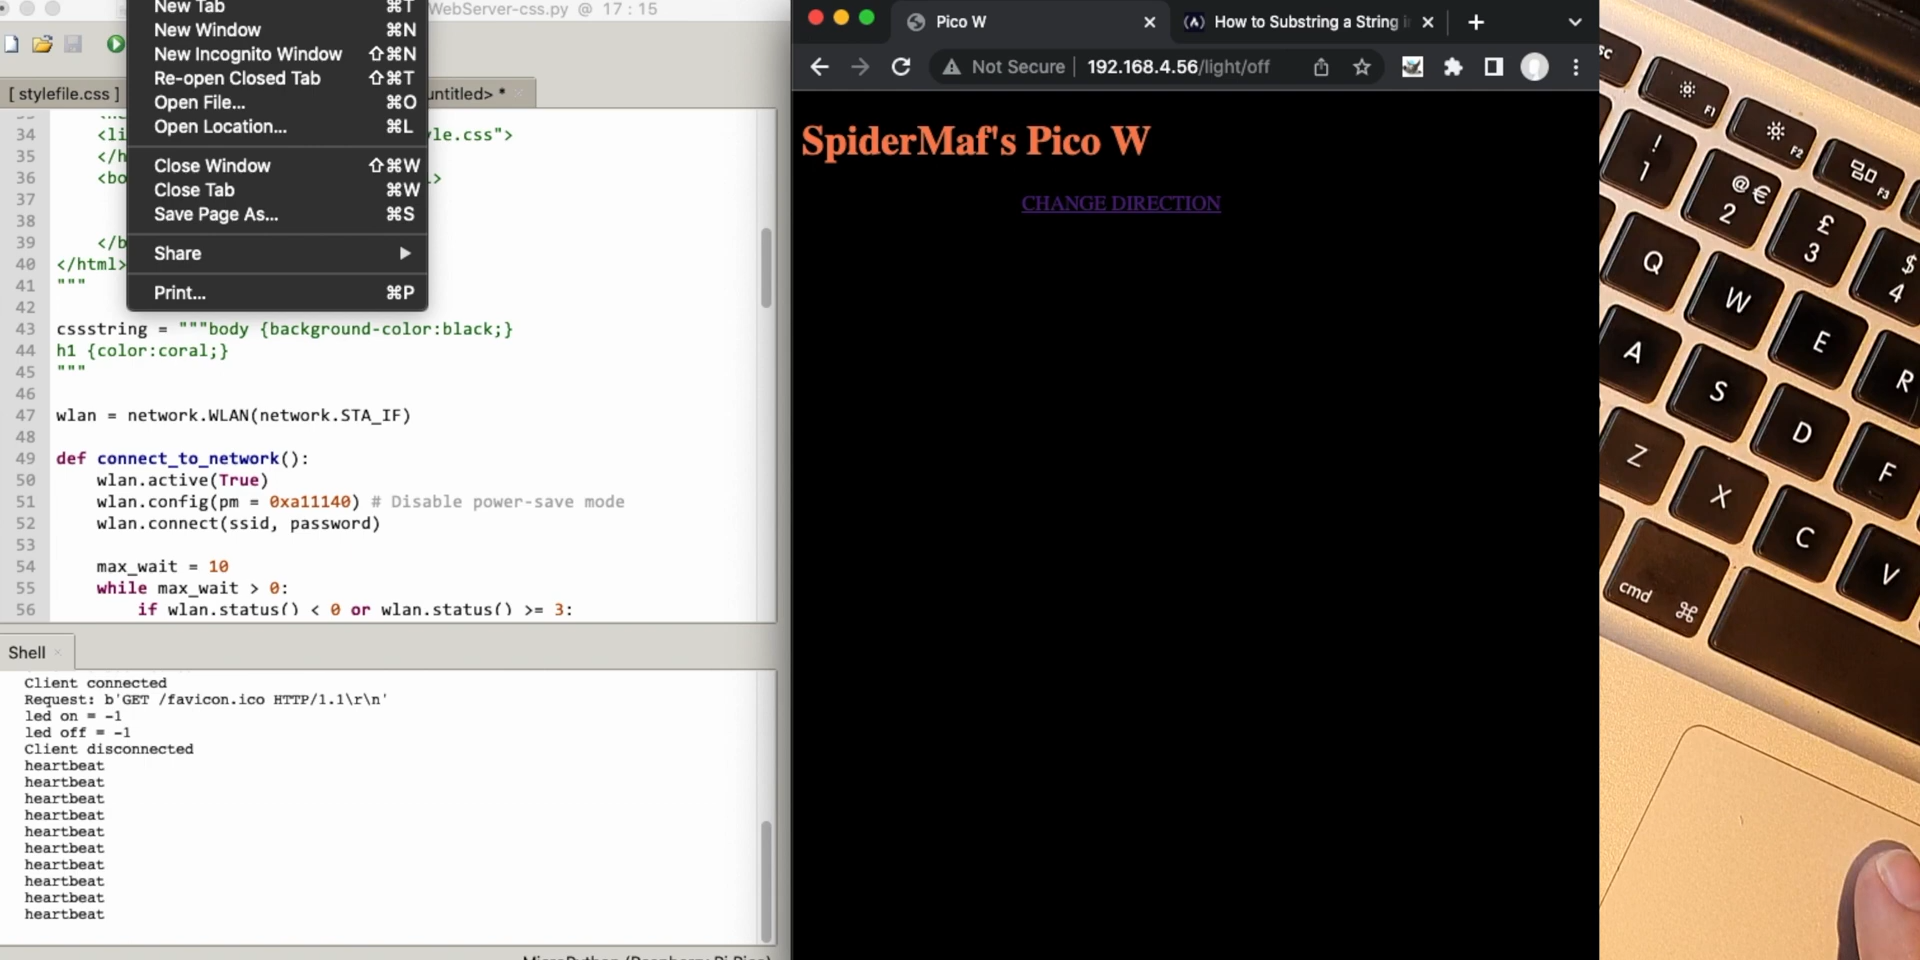 WebServer-css.py @ 17 : 15
New Tab ⌘T
New Window ⌘N
New Incognito Window ⇧⌘N
Re-open Closed Tab ⇧⌘T
Open File... ⌘O
Open Location... ⌘L
Close Window ⇧⌘W
Close Tab ⌘W
Save Page As... ⌘S
Share ▶
Print... ⌘P
[ stylefile.css ]
untitled> *
34 <li yle.css">
35 </h
36 <bo >
37
38
39 </b
40 </html>
41 """
42
43 cssstring = """body {background-color:black;}
44 h1 {color:coral;}
45 """
46
47 wlan = network.WLAN(network.STA_IF)
48
49 def connect_to_network():
50 wlan.active(True)
51 wlan.config(pm = 0xa11140) # Disable power-save mode
52 wlan.connect(ssid, password)
53
54 max_wait = 10
55 while max_wait > 0:
56 if wlan.status() < 0 or wlan.status() >= 3:
Shell
Client connected
Request: b'GET /favicon.ico HTTP/1.1\r\n'
led on = -1
led off = -1
Client disconnected
heartbeat
heartbeat
heartbeat
heartbeat
heartbeat
heartbeat
heartbeat
heartbeat
heartbeat
heartbeat
MicroPython (Raspberry Pi Pico)
Pico W
How to Substring a String i
Not Secure | 192.168.4.56/light/off
SpiderMaf's Pico W
CHANGE DIRECTION
sc
F1
F2
F3
! 1
@ € 2
£ 3
$ 4
Q
W
E
R
A
S
D
F
Z
X
C
V
cmd ⌘